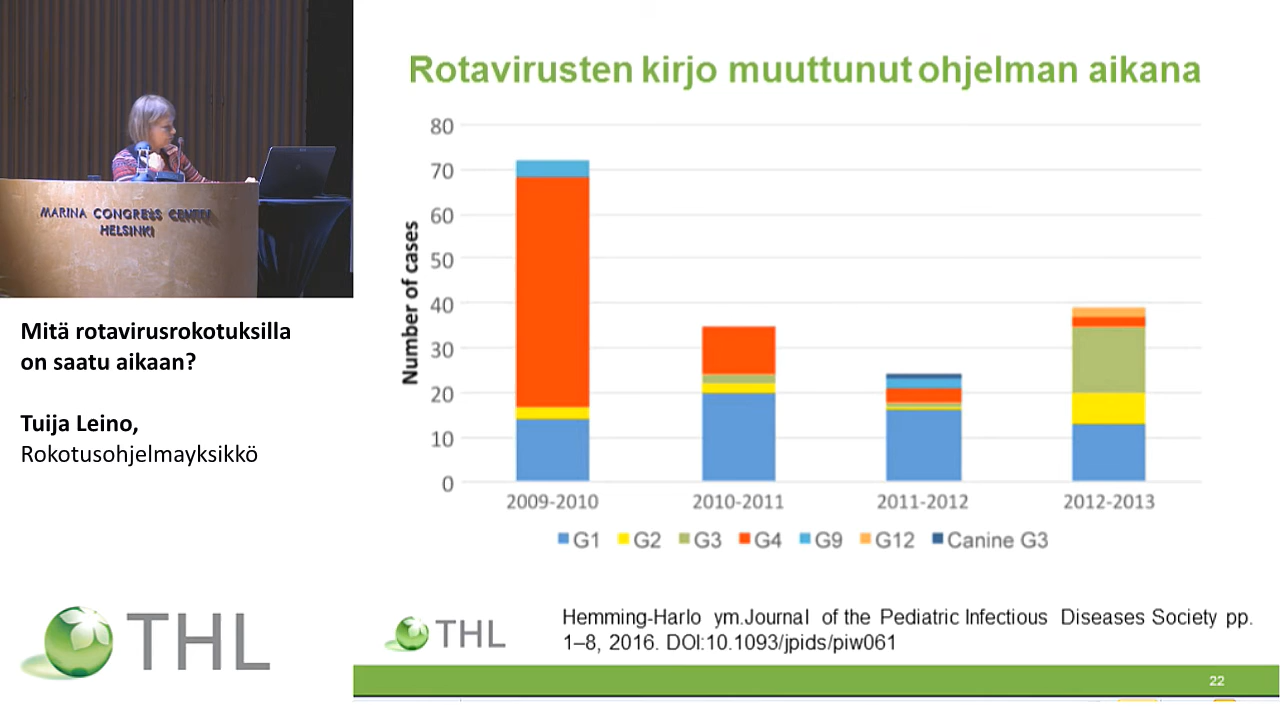 Rotavirusten kirjo muuttunut ohjelman aikana
MARINA CONGRESS CENTER
HELSINKI
Mitä rotavirusrokotuksilla
on saatu aikaan?
Tuija Leino,
Rokotusohjelmayksikkö
THL
Number of cases
80
70
60
50
40
30
20
10
0
2009-2010 2010-2011 2011-2012 2012-2013
G1 G2 G3 G4 G9 G12 Canine G3
THL
Hemming-Harlo ym.Journal of the Pediatric Infectious Diseases Society pp.
1–8, 2016. DOI:10.1093/jpids/piw061
22